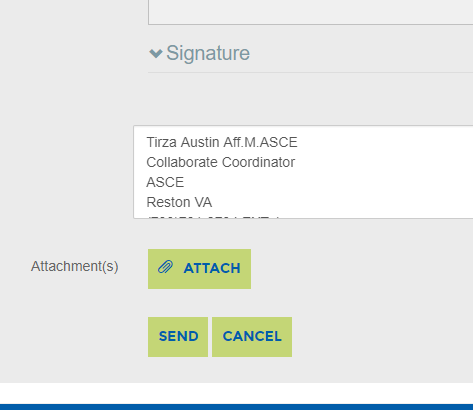 Signature
Tirza Austin Aff.M.ASCE
Collaborate Coordinator
ASCE
Reston VA
Attachment(s)
ATTACH
SEND CANCEL